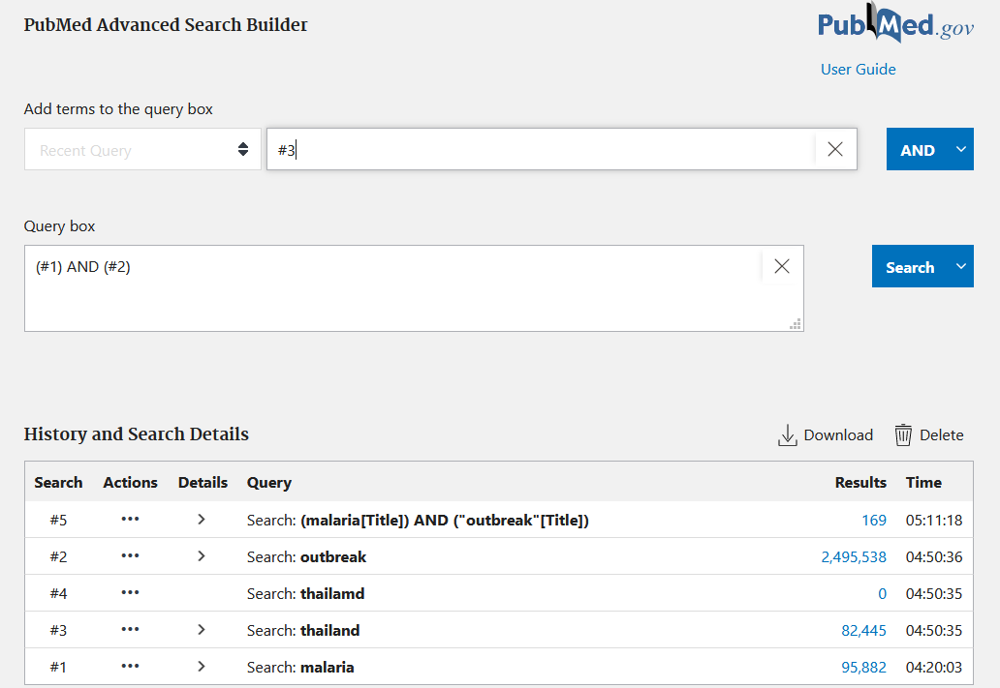 PubMed Advanced Search Builder
PubMed.gov
User Guide
Add terms to the query box
Recent Query
#3
AND
Query box
(#1) AND (#2)
Search
History and Search Details
Download
Delete
Search Actions Details Query Results Time
#5 ••• Search: (malaria[Title]) AND ("outbreak"[Title]) 169 05:11:18
#2 ••• Search: outbreak 2,495,538 04:50:36
#4 ••• Search: thailamd 0 04:50:35
#3 ••• Search: thailand 82,445 04:50:35
#1 ••• Search: malaria 95,882 04:20:03